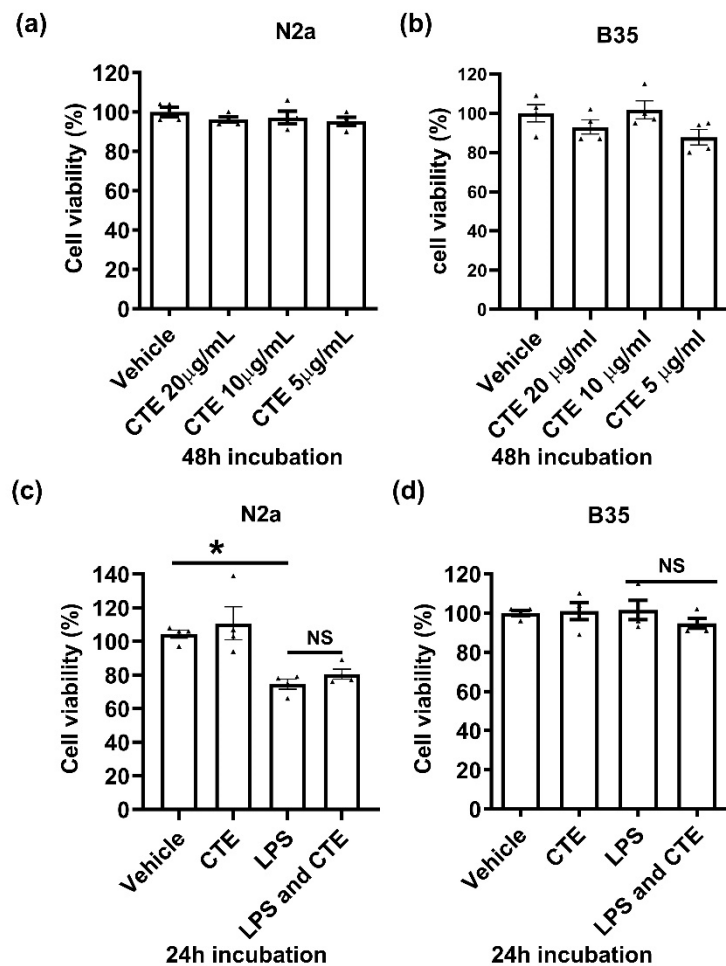 (a)
N2a
Cell viability (%)
120
100
80
60
40
20
0
Vehicle
CTE 20μg/mL
CTE 10μg/mL
CTE 5μg/mL
48h incubation
(b)
B35
cell viability (%)
120
100
80
60
40
20
0
Vehicle
CTE 20 μg/ml
CTE 10 μg/ml
CTE 5 μg/ml
48h incubation
(c)
N2a
Cell viability (%)
140
120
100
80
60
40
20
0
*
NS
Vehicle
CTE
LPS
LPS and CTE
24h incubation
(d)
B35
Cell viability (%)
120
100
80
60
40
20
0
NS
Vehicle
CTE
LPS
LPS and CTE
24h incubation